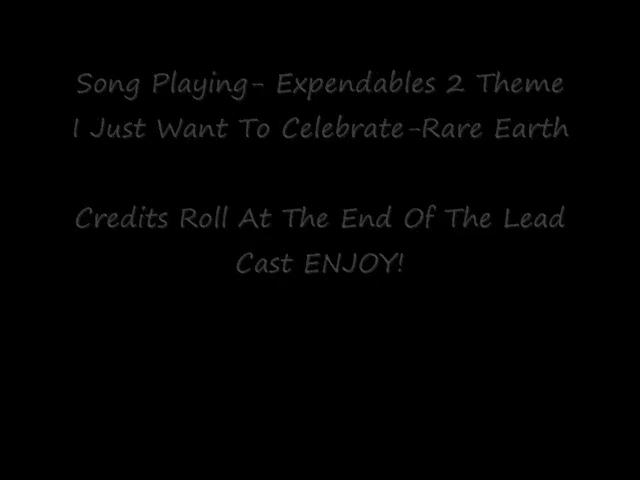 Song Playing- Expendables 2 Theme
I Just Want To Celebrate-Rare Earth
Credits Roll At The End Of The Lead
Cast ENJOY!